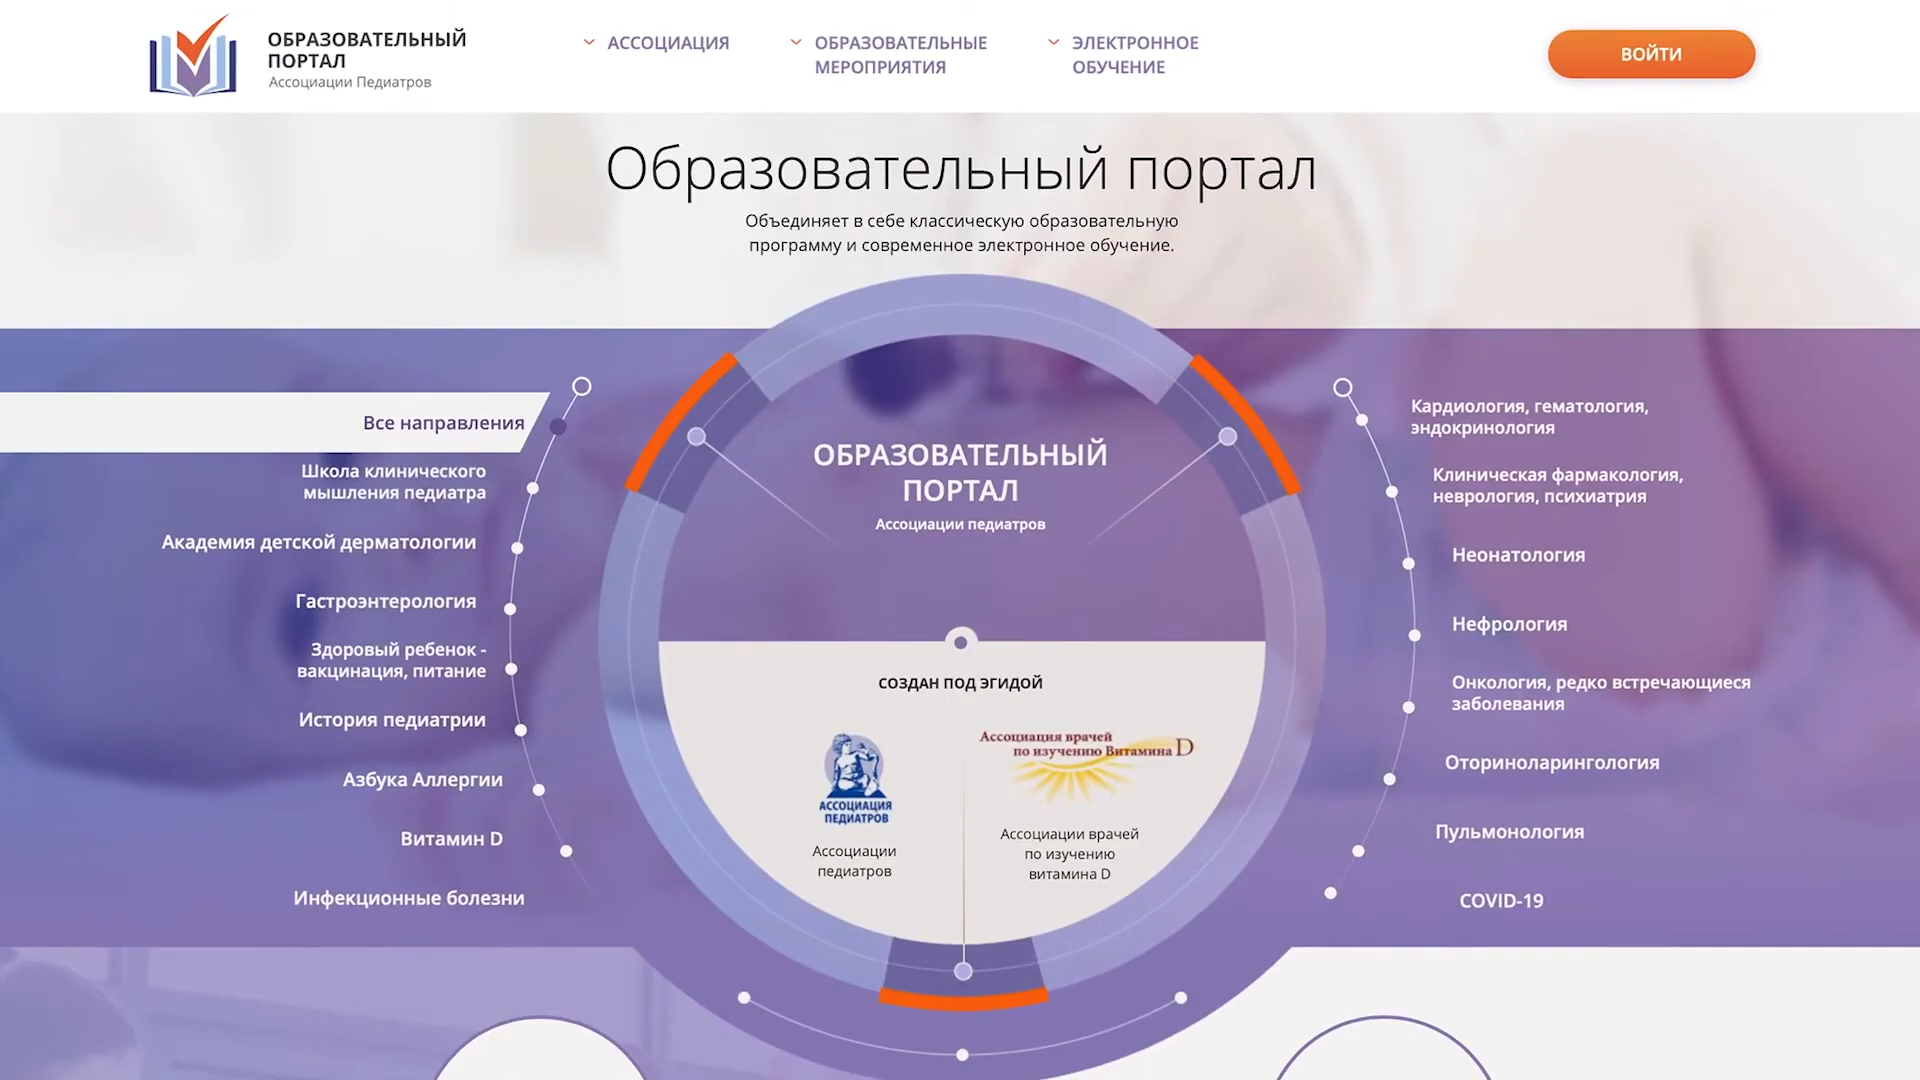 ОБРАЗОВАТЕЛЬНЫЙ
ПОРТАЛ
Ассоциации Педиатров
АССОЦИАЦИЯ
ОБРАЗОВАТЕЛЬНЫЕ
МЕРОПРИЯТИЯ
ЭЛЕКТРОННОЕ
ОБУЧЕНИЕ
ВОЙТИ
Образовательный портал
Объединяет в себе классическую образовательную
программу и современное электронное обучение.
Все направления
Школа клинического
мышления педиатра
Академия детской дерматологии
Гастроэнтерология
Здоровый ребенок -
вакцинация, питание
История педиатрии
Азбука Аллергии
Витамин D
Инфекционные болезни
ОБРАЗОВАТЕЛЬНЫЙ
ПОРТАЛ
Ассоциации педиатров
СОЗДАН ПОД ЭГИДОЙ
АССОЦИАЦИЯ
ПЕДИАТРОВ
Ассоциации
педиатров
Ассоциация врачей
по изучению Витамина D
Ассоциации врачей
по изучению
витамина D
Кардиология, гематология,
эндокринология
Клиническая фармакология,
неврология, психиатрия
Неонатология
Нефрология
Онкология, редко встречающиеся
заболевания
Оториноларингология
Пульмонология
COVID-19